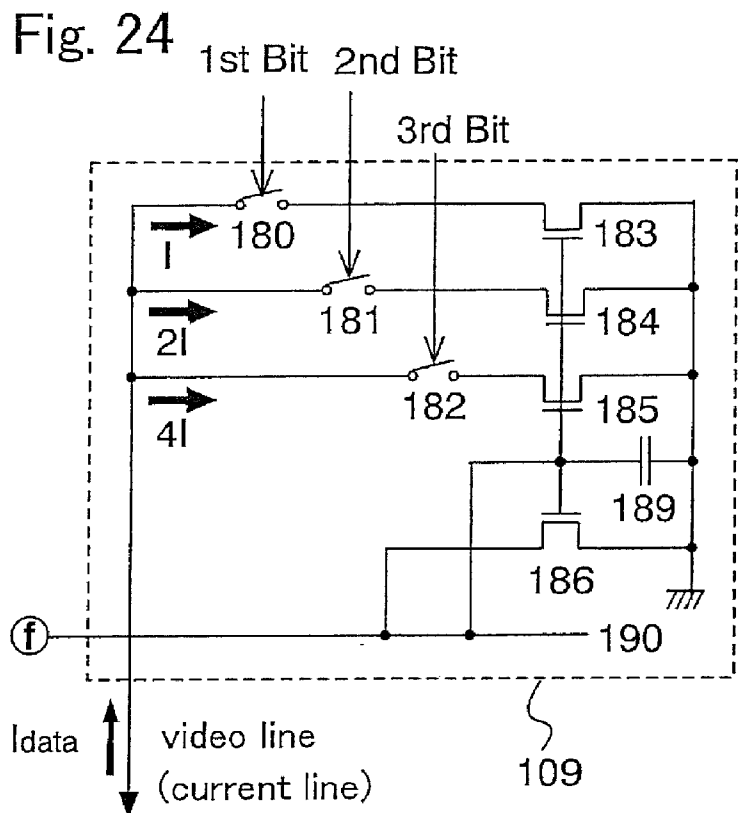 Fig. 24
1st Bit
2nd Bit
3rd Bit
180
183
I
181
184
2I
182
185
4I
189
186
f
190
Idata
video line
(current line)
109